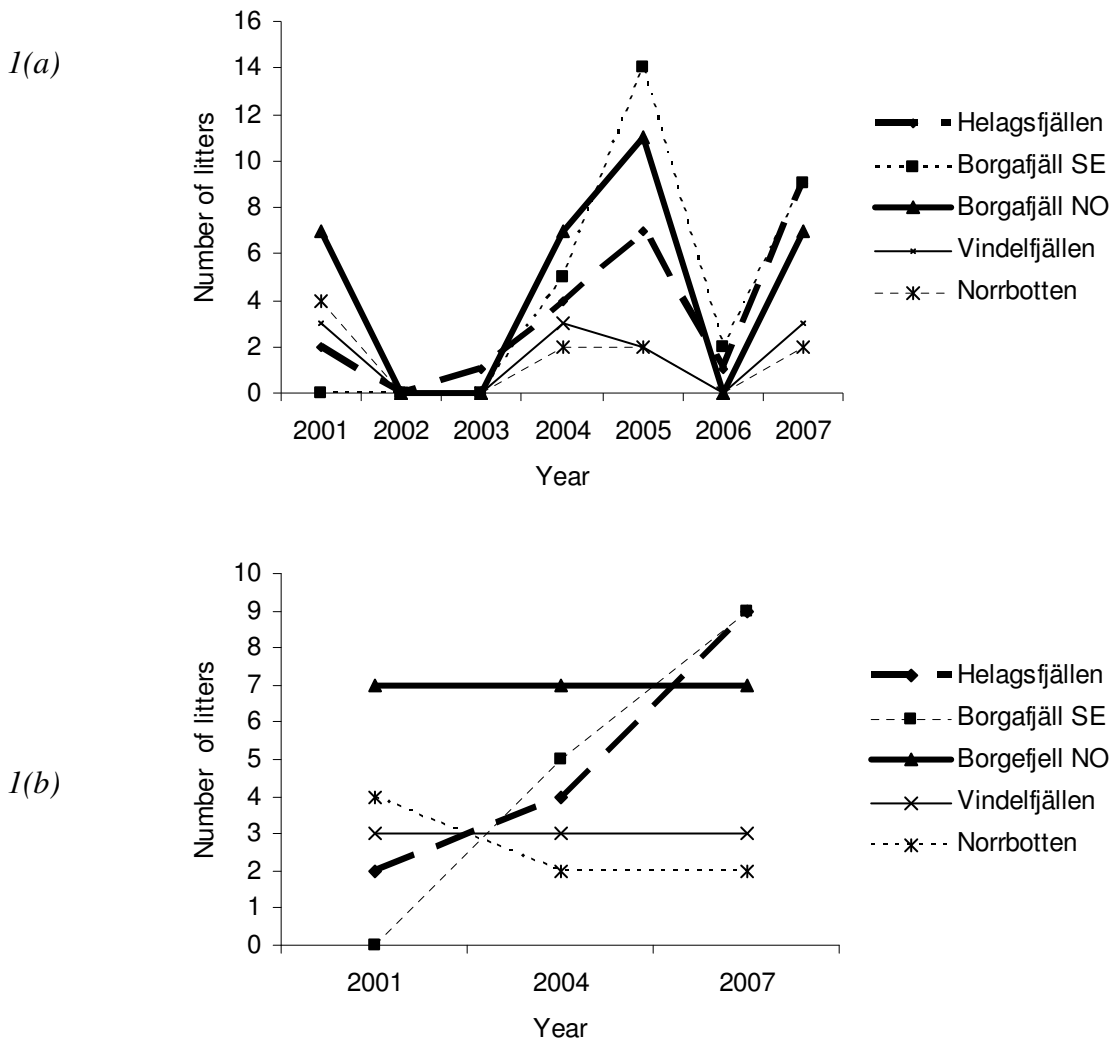 1(a)
Number of litters
16
14
12
10
8
6
4
2
0
2001 2002 2003 2004 2005 2006 2007
Year
Helagsfjällen
Borgafjäll SE
Borgafjäll NO
Vindelfjällen
Norrbotten
1(b)
Number of litters
10
9
8
7
6
5
4
3
2
1
0
2001 2004 2007
Year
Helagsfjällen
Borgafjäll SE
Borgefjell NO
Vindelfjällen
Norrbotten